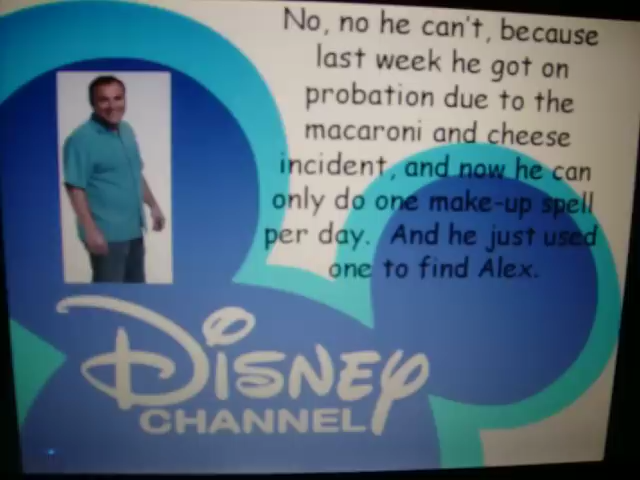 No, no he can't, because
last week he got on
probation due to the
macaroni and cheese
incident, and now he can
only do one make-up spell
per day.  And he just used
one to find Alex.
DISNEY
CHANNEL